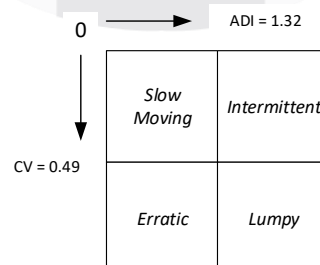 0
ADI = 1.32
Slow
Moving
Intermittent
CV = 0.49
Erratic
Lumpy